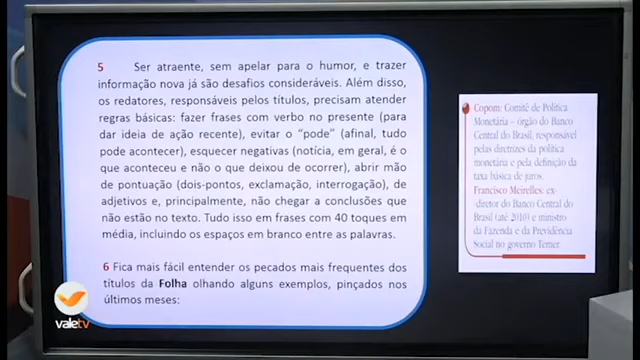 5 Ser atraente, sem apelar para o humor, e trazer
informação nova já são desafios consideráveis. Além disso,
os redatores, responsáveis pelos títulos, precisam atender
regras básicas: fazer frases com verbo no presente (para
dar ideia de ação recente), evitar o “pode” (afinal, tudo
pode acontecer), esquecer negativas (notícia, em geral, é o
que aconteceu e não o que deixou de ocorrer), abrir mão
de pontuação (dois-pontos, exclamação, interrogação), de
adjetivos e, principalmente, não chegar a conclusões que
não estão no texto. Tudo isso em frases com 40 toques em
média, incluindo os espaços em branco entre as palavras.
6 Fica mais fácil entender os pecados mais frequentes dos
títulos da Folha olhando alguns exemplos, pinçados nos
últimos meses:
Copom: Comitê de Política
Monetária – órgão do Banco
Central do Brasil, responsável
pelas diretrizes da política
monetária e pela definição da
taxa básica de juros.
Francisco Meirelles: ex-
diretor do Banco Central do
Brasil (até 2010) e ministro
da Fazenda e da Previdência
Social no governo Temer.
valetv